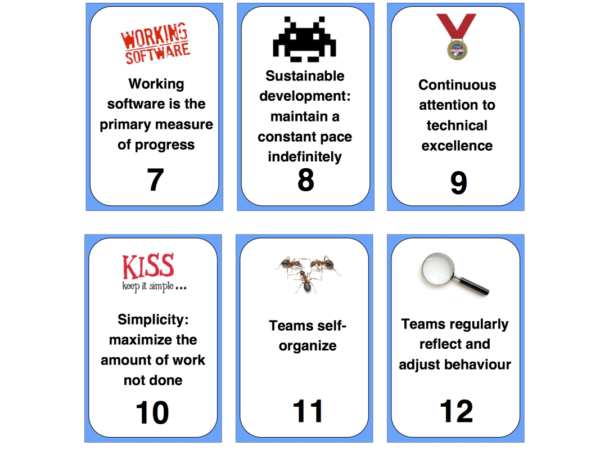 WORKING
SOFTWARE
Working
software is the
primary measure
of progress
7
Sustainable
development:
maintain a
constant pace
indefinitely
8
Continuous
attention to
technical
excellence
9
KISS
keep it simple...
Simplicity:
maximize the
amount of work
not done
10
Teams self-
organize
11
Teams regularly
reflect and
adjust behaviour
12